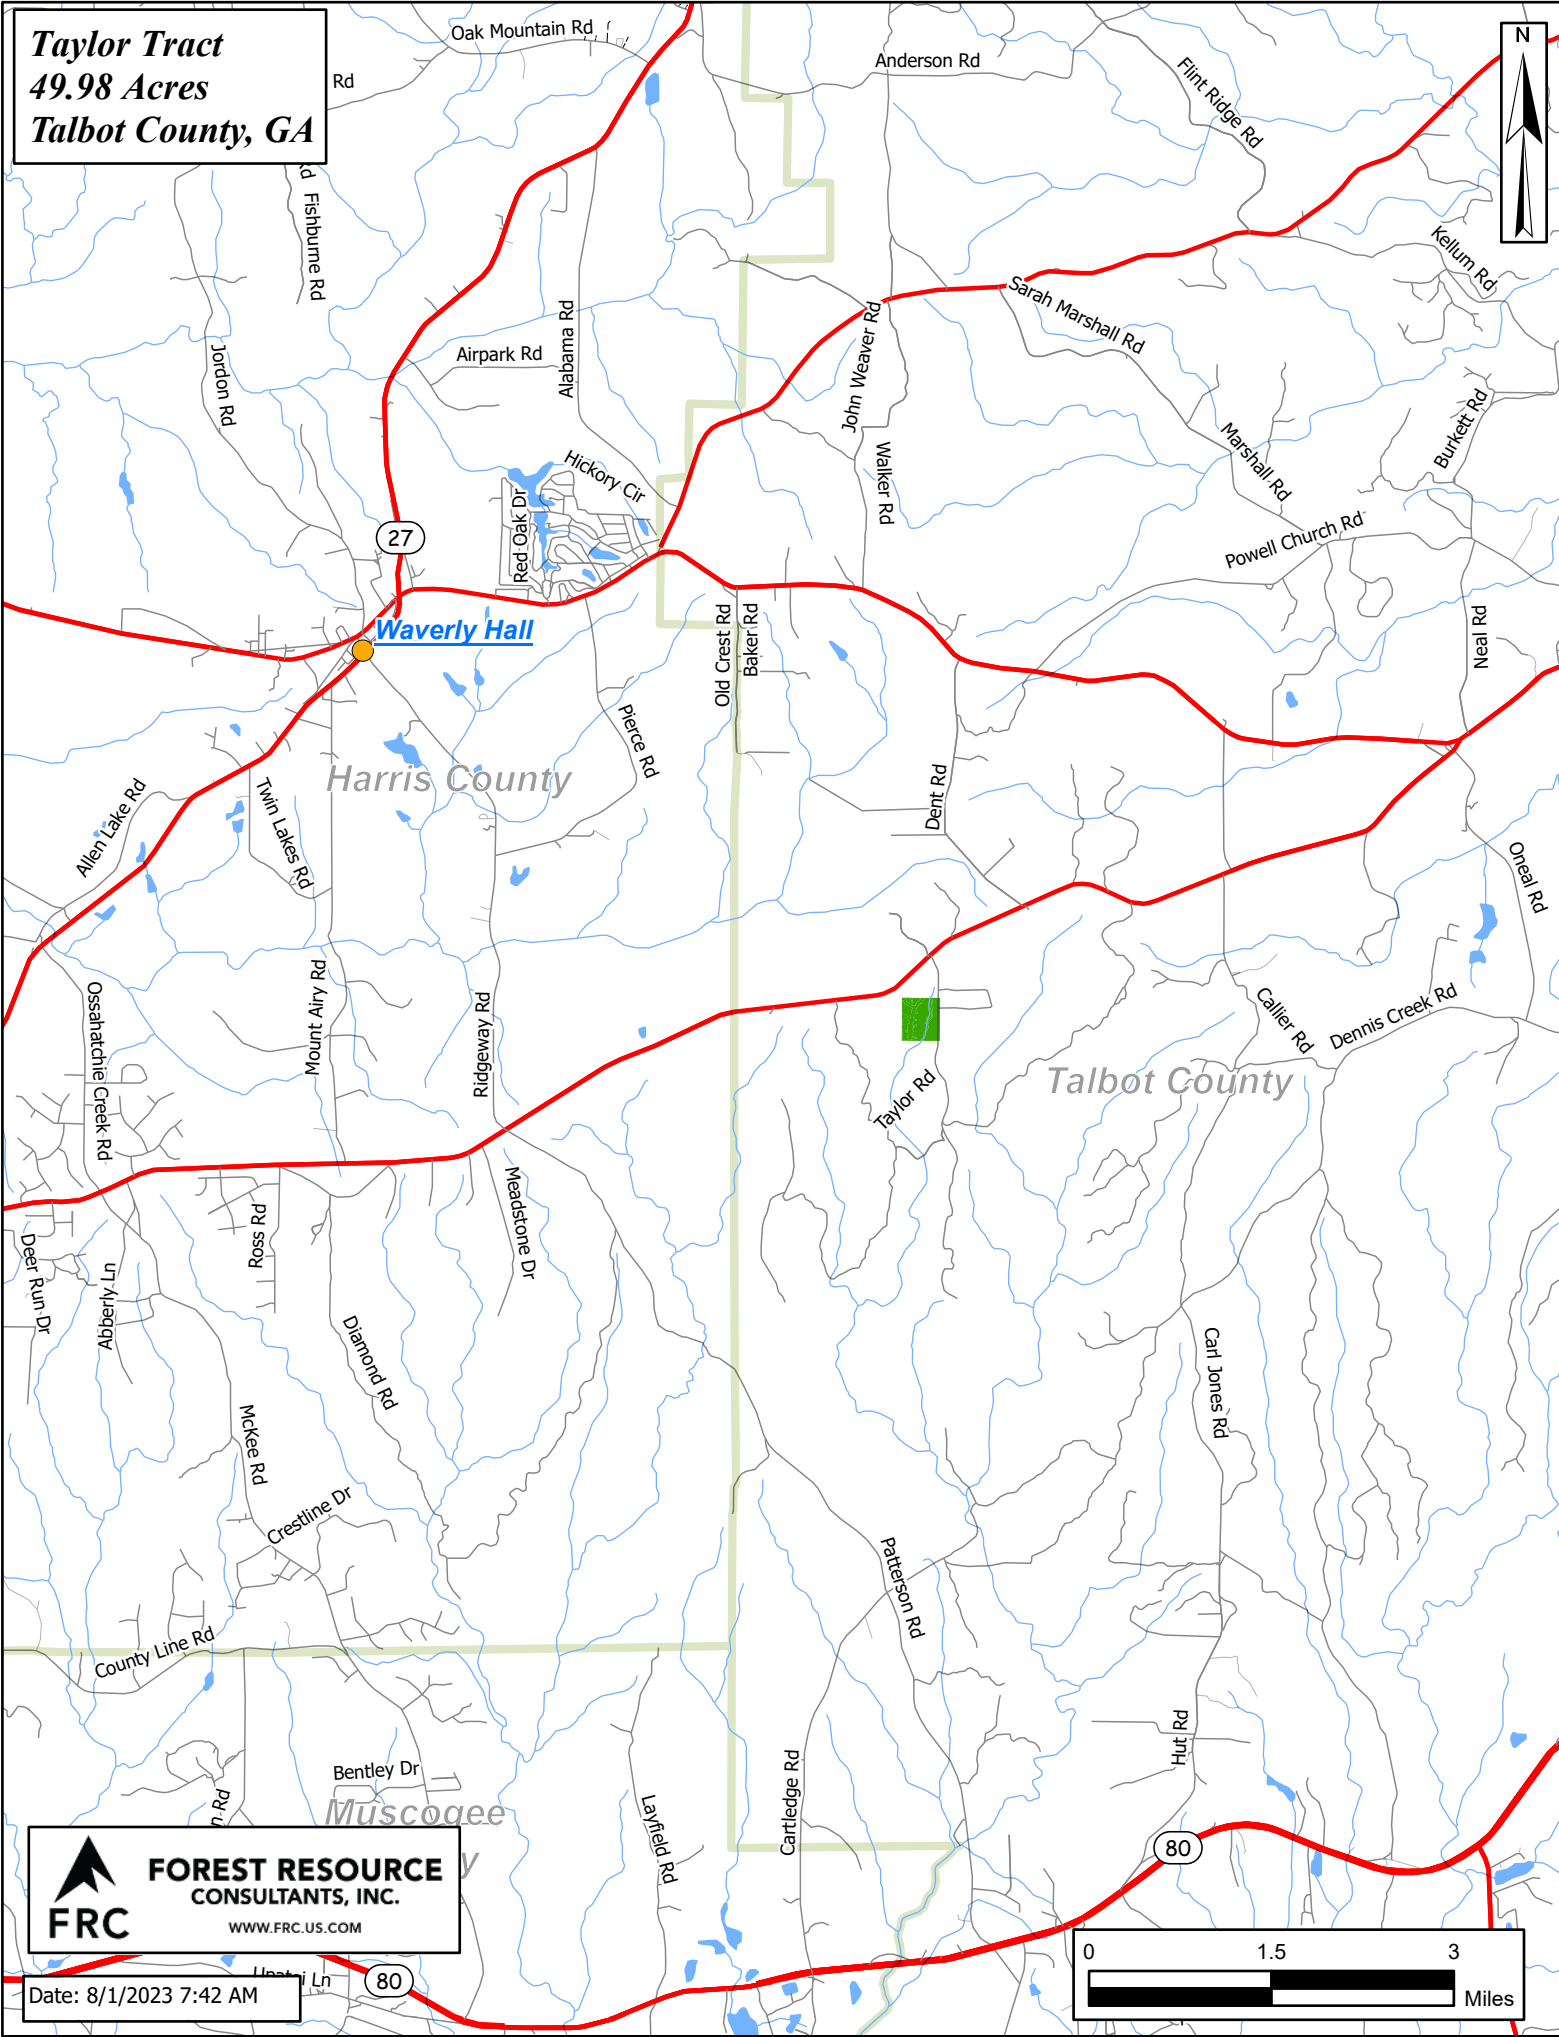 Taylor Tract
49.98 Acres
Talbot County, GA
Oak Mountain Rd
Rd
Anderson Rd
N
Flint Ridge Rd
Rd
Fishburne Rd
Kellum Rd
Sarah Marshall Rd
Alabama Rd
John Weaver Rd
Jordon Rd
Airpark Rd
Burkett Rd
Marshall Rd
Hickory Cir
Walker Rd
Red Oak Dr
27
Powell Church Rd
Waverly Hall
Old Crest Rd
Baker Rd
Neal Rd
Pierce Rd
Harris County
Dent Rd
Allen Lake Rd
Twin Lakes Rd
Oneal Rd
Ossahatchie Creek Rd
Mount Airy Rd
Ridgeway Rd
Callier Rd
Dennis Creek Rd
Talbot County
Taylor Rd
Meadstone Dr
Ross Rd
Deer Run Dr
Abberly Ln
Diamond Rd
Carl Jones Rd
McKee Rd
Crestline Dr
Patterson Rd
County Line Rd
Hut Rd
Bentley Dr
Cartledge Rd
Layfield Rd
n Rd
Muscogee
y
80
FRC
FOREST RESOURCE
CONSULTANTS, INC.
WWW.FRC.US.COM
0 1.5 3
Miles
Ln
80
Date: 8/1/2023 7:42 AM